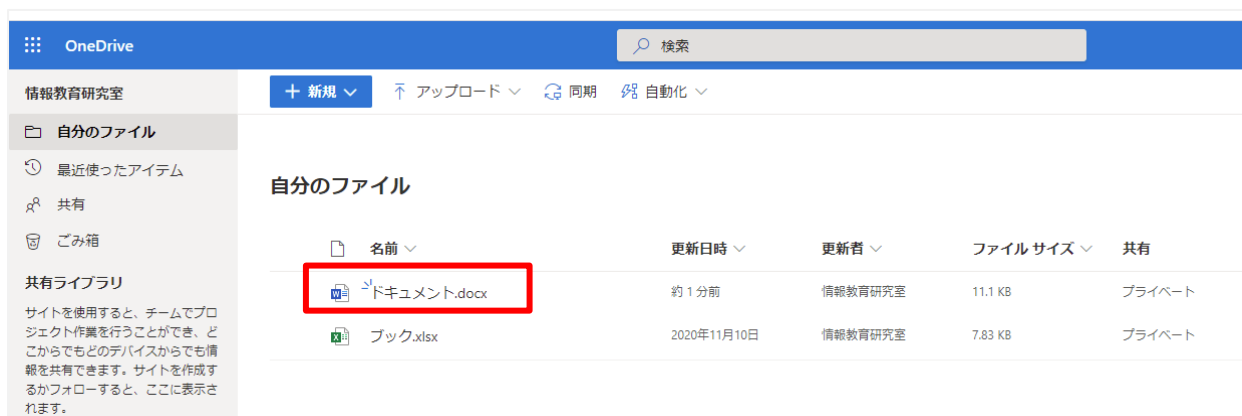 OneDrive
検索
情報教育研究室
新規
アップロード
同期
自動化
自分のファイル
最近使ったアイテム
共有
ごみ箱
共有ライブラリ
サイトを使用すると、チームでプロ
ジェクト作業を行うことができ、ど
こからでもどのデバイスからでも情
報を共有できます。サイトを作成す
るかフォローすると、ここに表示さ
れます。
自分のファイル
名前 更新日時 更新者 ファイル サイズ 共有
ドキュメント.docx 約 1 分前 情報教育研究室 11.1 KB プライベート
ブック.xlsx 2020年11月10日 情報教育研究室 7.83 KB プライベート